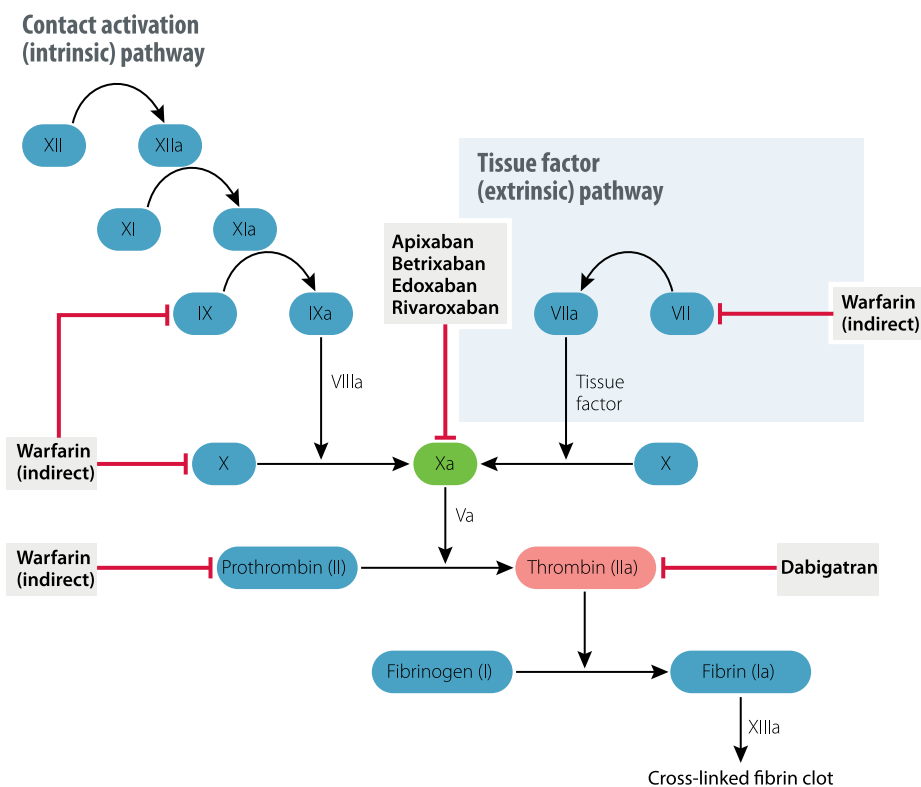 Contact activation
(intrinsic) pathway
XII
XIIa
Tissue factor
(extrinsic) pathway
XI
XIa
Apixaban
Betrixaban
Edoxaban
Rivaroxaban
IX
IXa
VIIa
VII
Warfarin
(indirect)
VIIIa
Tissue
factor
Warfarin
(indirect)
X
Xa
X
Va
Warfarin
(indirect)
Prothrombin (II)
Thrombin (IIa)
Dabigatran
Fibrinogen (I)
Fibrin (Ia)
XIIIa
Cross-linked fibrin clot